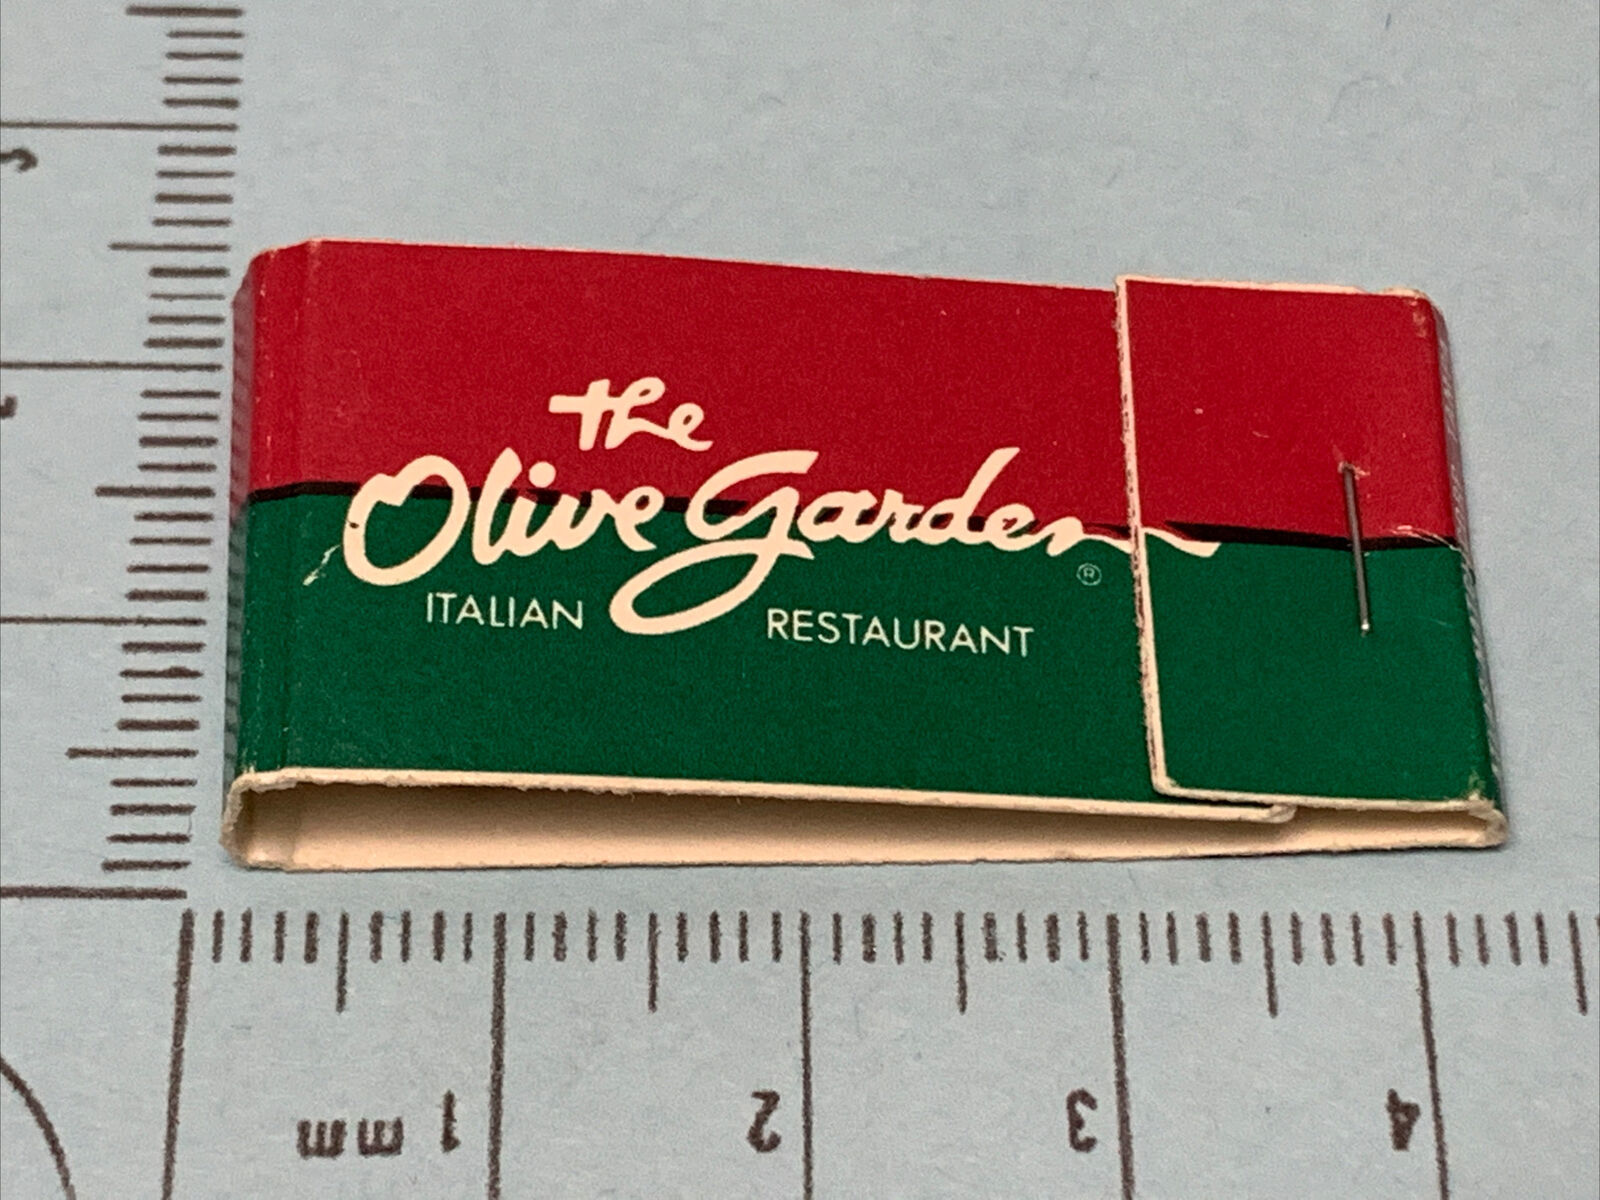 the
Olive Garden
®
ITALIAN RESTAURANT
1 mm
2
3
4